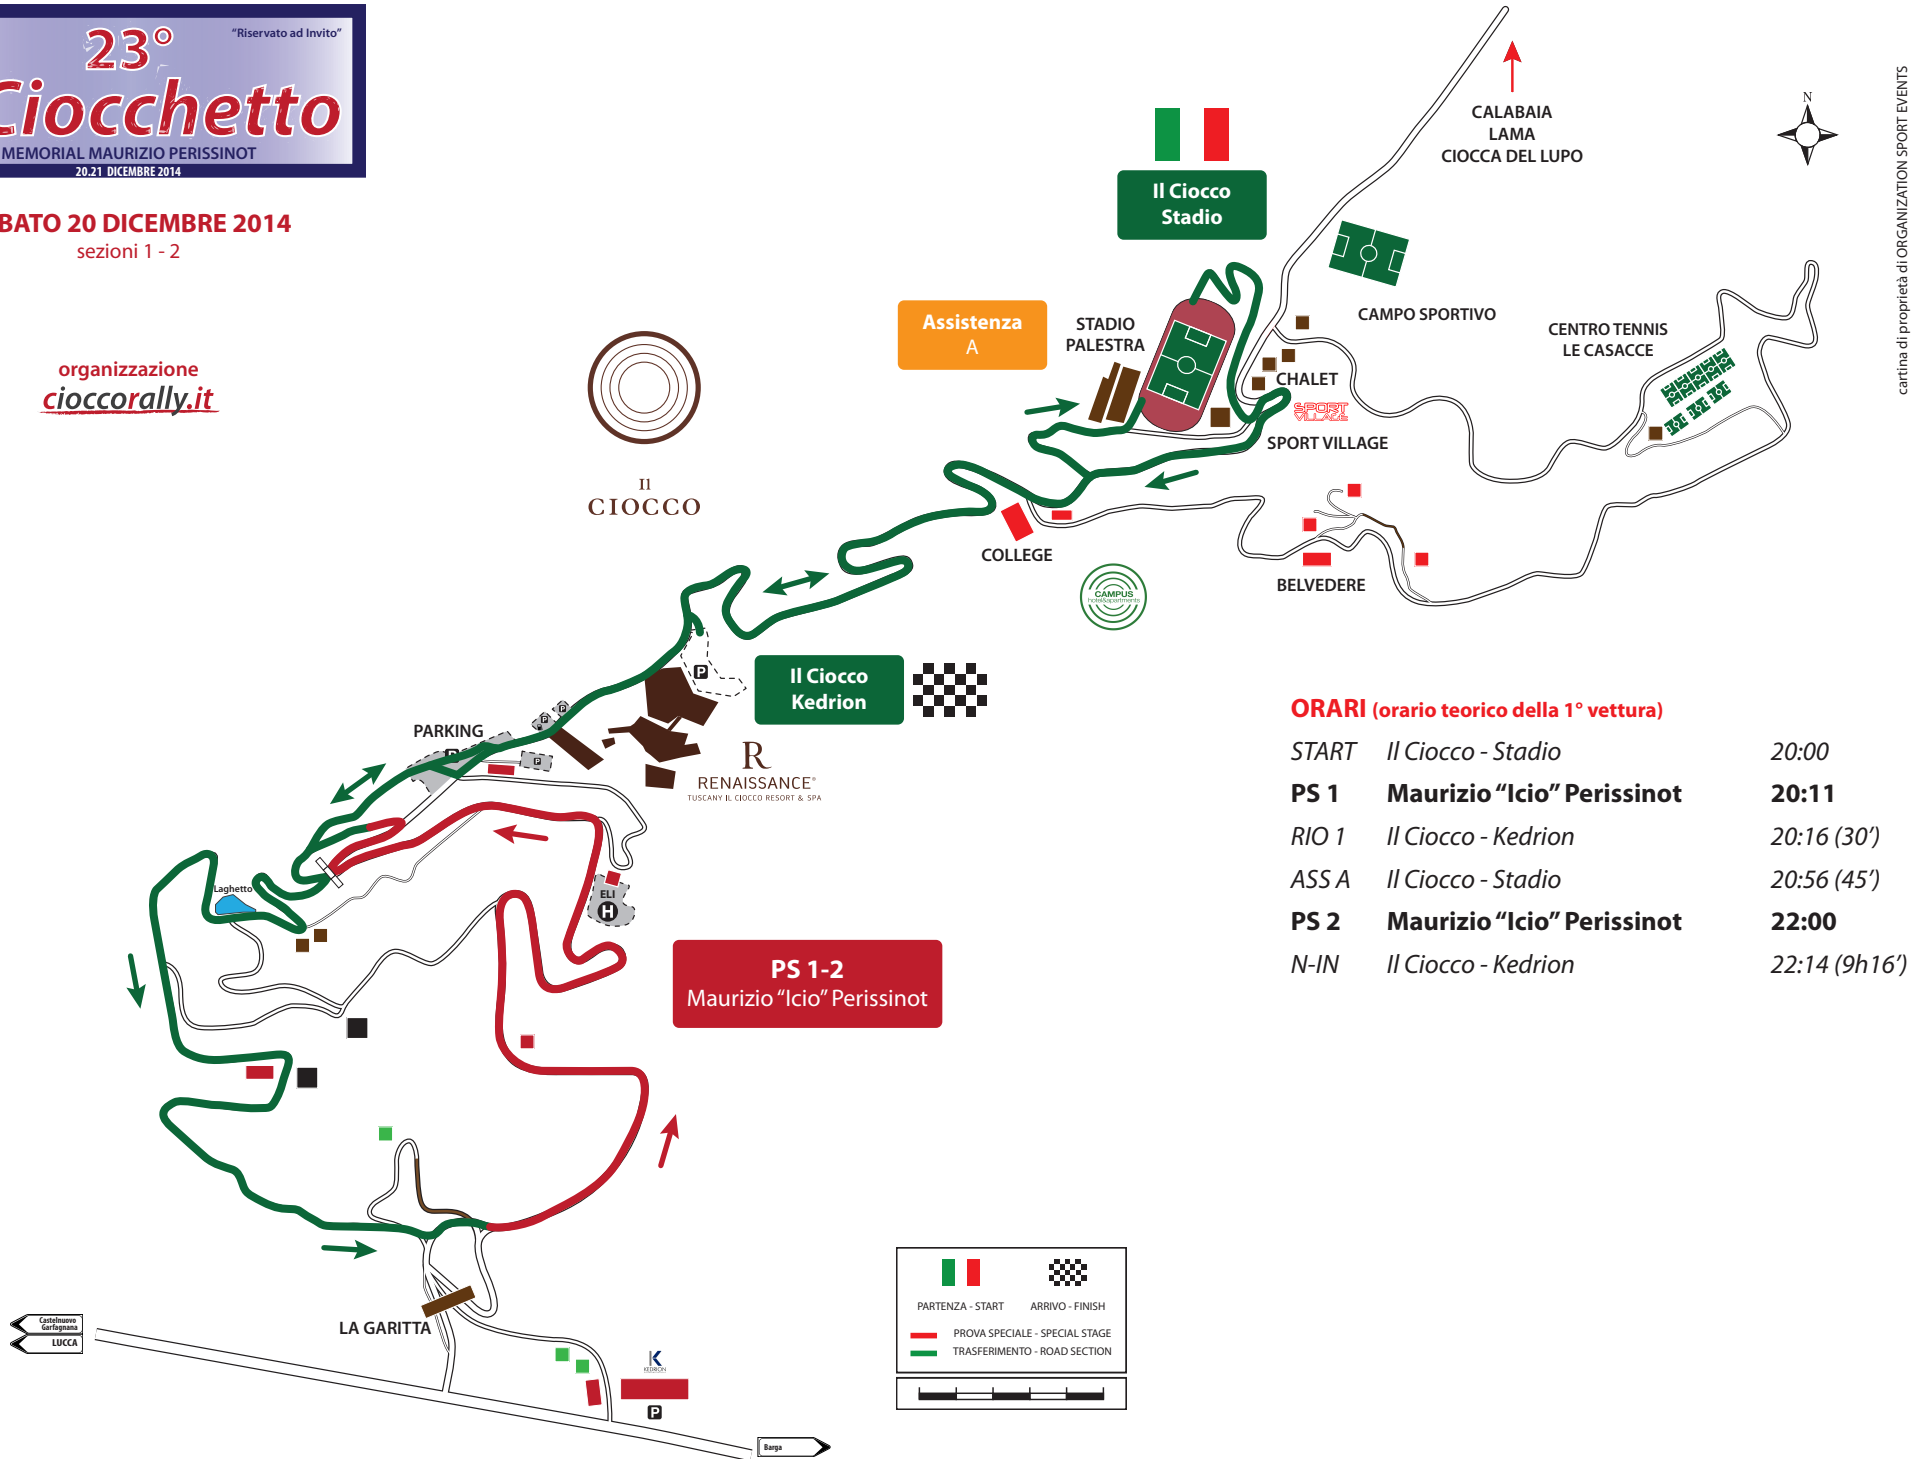 23°
"Riservato ad Invito"
Ciocchetto
MEMORIAL MAURIZIO PERISSINOT
20.21 DICEMBRE 2014
BATO 20 DICEMBRE 2014
sezioni 1 - 2
organizzazione
cioccorally.it
Il
CIOCCO
Il Ciocco
Stadio
Assistenza
A
STADIO
PALESTRA
CALABAIA
LAMA
CIOCCA DEL LUPO
N
cartina di proprietà di ORGANIZATION SPORT EVENTS
CAMPO SPORTIVO
CENTRO TENNIS
LE CASACCE
CHALET
SPORT
VILLAGE
SPORT VILLAGE
COLLEGE
CAMPUS
hotel&apartments
BELVEDERE
P
Il Ciocco
Kedrion
PARKING
P
P
P
P
R
RENAISSANCE®
TUSCANY IL CIOCCO RESORT & SPA
Laghetto
ELI
H
PS 1-2
Maurizio "Icio" Perissinot
ORARI (orario teorico della 1° vettura)
START Il Ciocco - Stadio 20:00
PS 1 Maurizio "Icio" Perissinot 20:11
RIO 1 Il Ciocco - Kedrion 20:16 (30')
ASS A Il Ciocco - Stadio 20:56 (45')
PS 2 Maurizio "Icio" Perissinot 22:00
N-IN Il Ciocco - Kedrion 22:14 (9h16')
LA GARITTA
Castelnuovo
Garfagnana
LUCCA
K
KEDRION
P
Barga
PARTENZA - START ARRIVO - FINISH
PROVA SPECIALE - SPECIAL STAGE
TRASFERIMENTO - ROAD SECTION